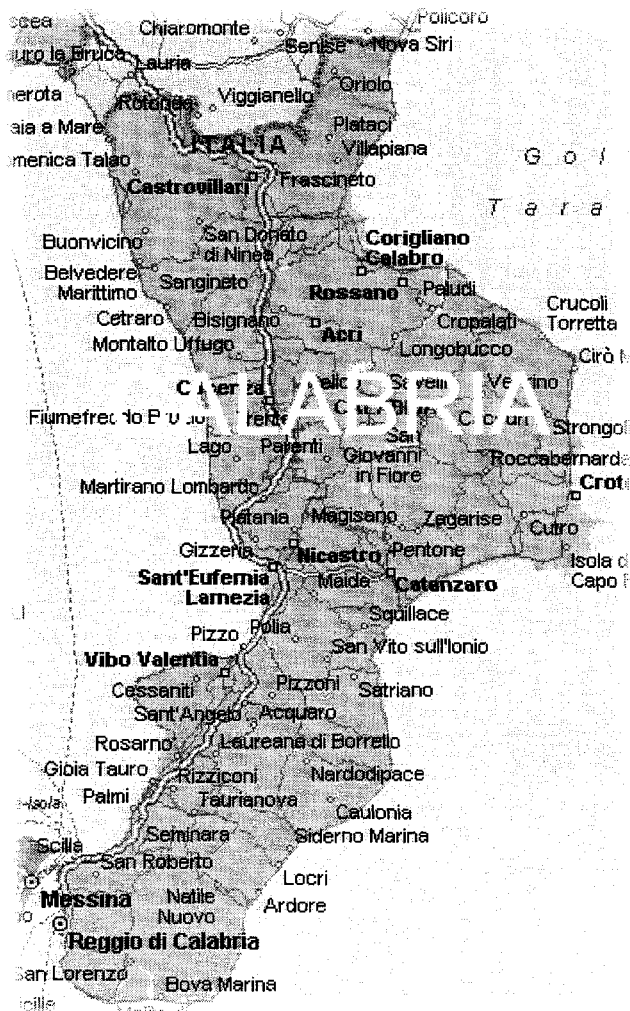 Policoro
Chiaromonte
Senise
Nova Siri
Lauria
Oriolo
Rotonda
Viggianello
Plataci
ITALIA
Villapiana
G o l
Castrovillari
Frascineto
T a r a
San Donato
di Ninea
Corigliano
Calabro
Buonvicino
Belvedere
Marittimo
Sangineto
Rossano
Paludi
Crucoli
Torretta
Cetraro
Bisignano
Acri
Cropalati
Montalto Uffugo
Longobucco
Cirò
CALABRIA
Savelli
Strongol
Lago
Parenti
San
Giovanni
in Fiore
Roccabernarda
Crot
Martirano Lombardo
Platania
Magisano
Zagarise
Cutro
Gizzeria
Nicastro
Pentone
Isola d
Capo
Sant'Eufemia
Lamezia
Maida
Catanzaro
Squillace
Pizzo
Polia
San Vito sull'Ionio
Vibo Valentia
Cessaniti
Pizzoni
Satriano
Sant'Angelo
Acquaro
Rosarno
Laureana di Borrello
Gioia Tauro
Rizziconi
Nardodipace
Palmi
Taurianova
Caulonia
Seminara
Siderno Marina
Scilla
San Roberto
Locri
Messina
Natile
Nuovo
Ardore
Reggio di Calabria
San Lorenzo
Bova Marina